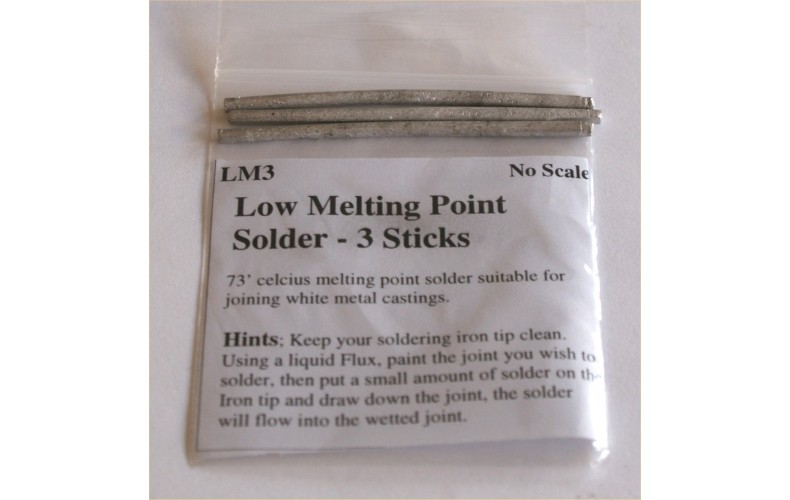 LM3 No Scale
Low Melting Point
Solder - 3 Sticks
73' celcius melting point solder suitable for
joining white metal castings.
Hints; Keep your soldering iron tip clean.
Using a liquid Flux, paint the joint you wish to
solder, then put a small amount of solder on the
Iron tip and draw down the joint, the solder
will flow into the wetted joint.